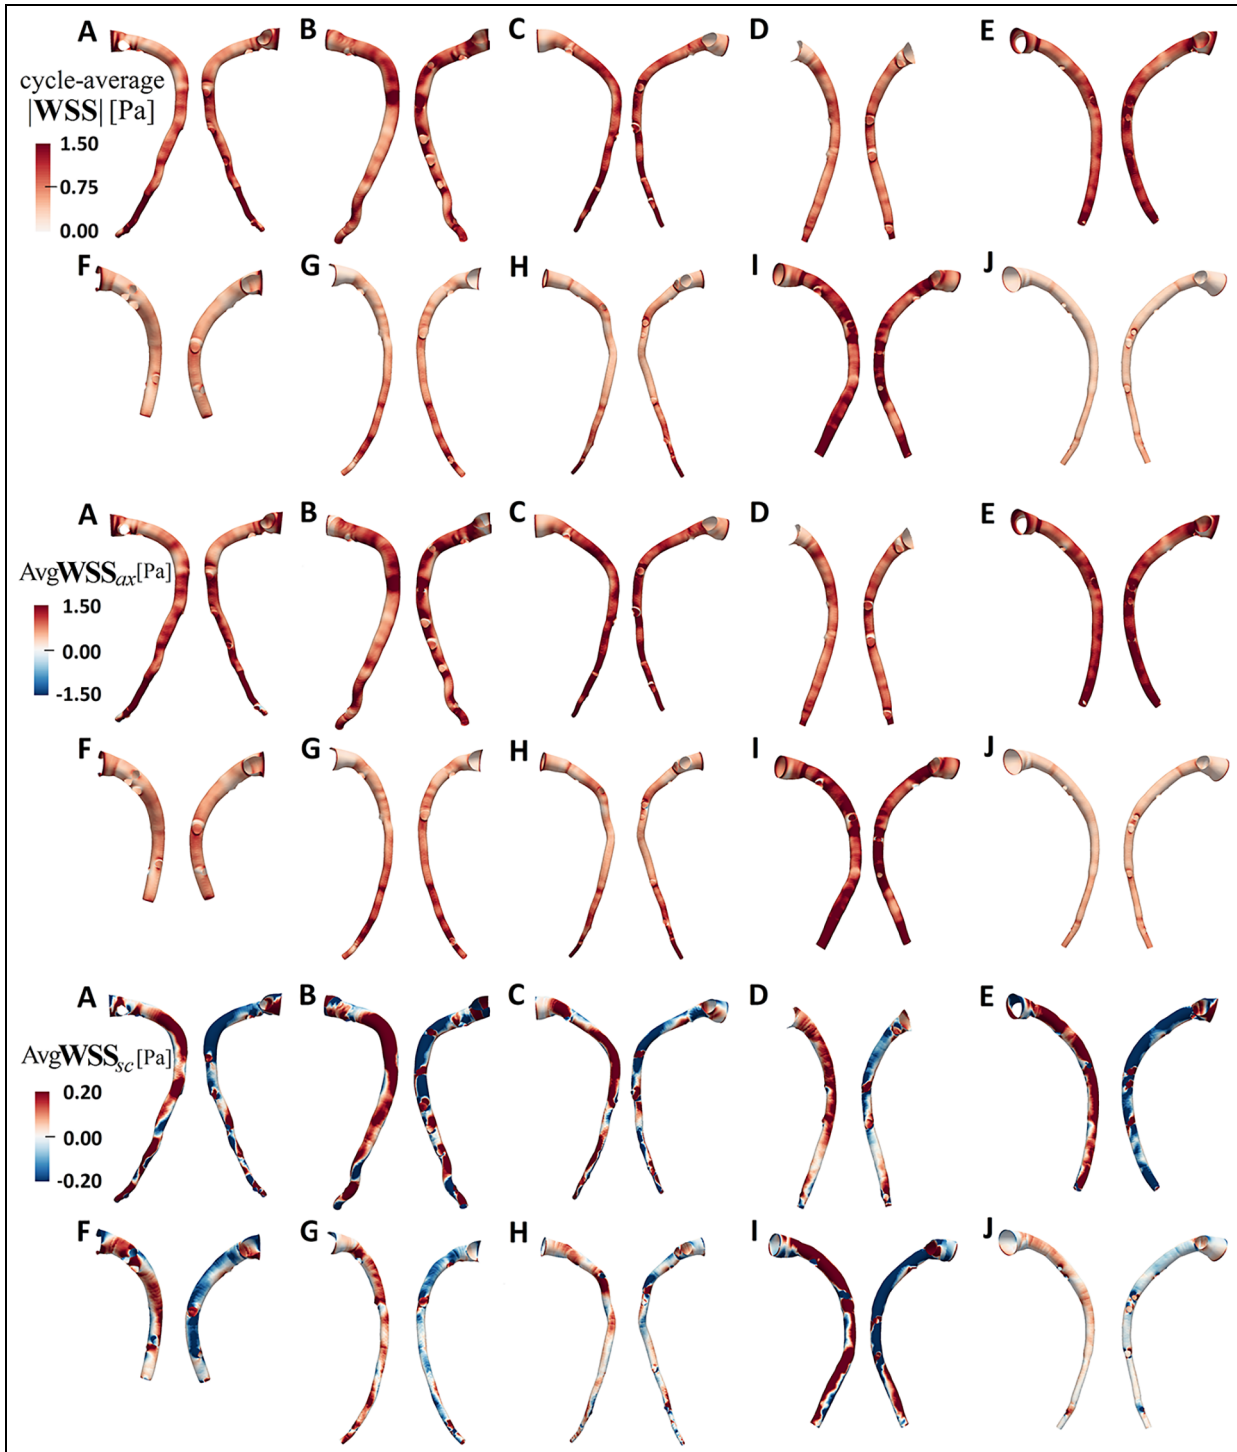 A B C D E
cycle-average
|WSS| [Pa]
1.50
0.75
0.00
F G H I J
A B C D E
AvgWSSax[Pa]
1.50
0.00
-1.50
F G H I J
A B C D E
AvgWSSsc[Pa]
0.20
0.00
-0.20
F G H I J